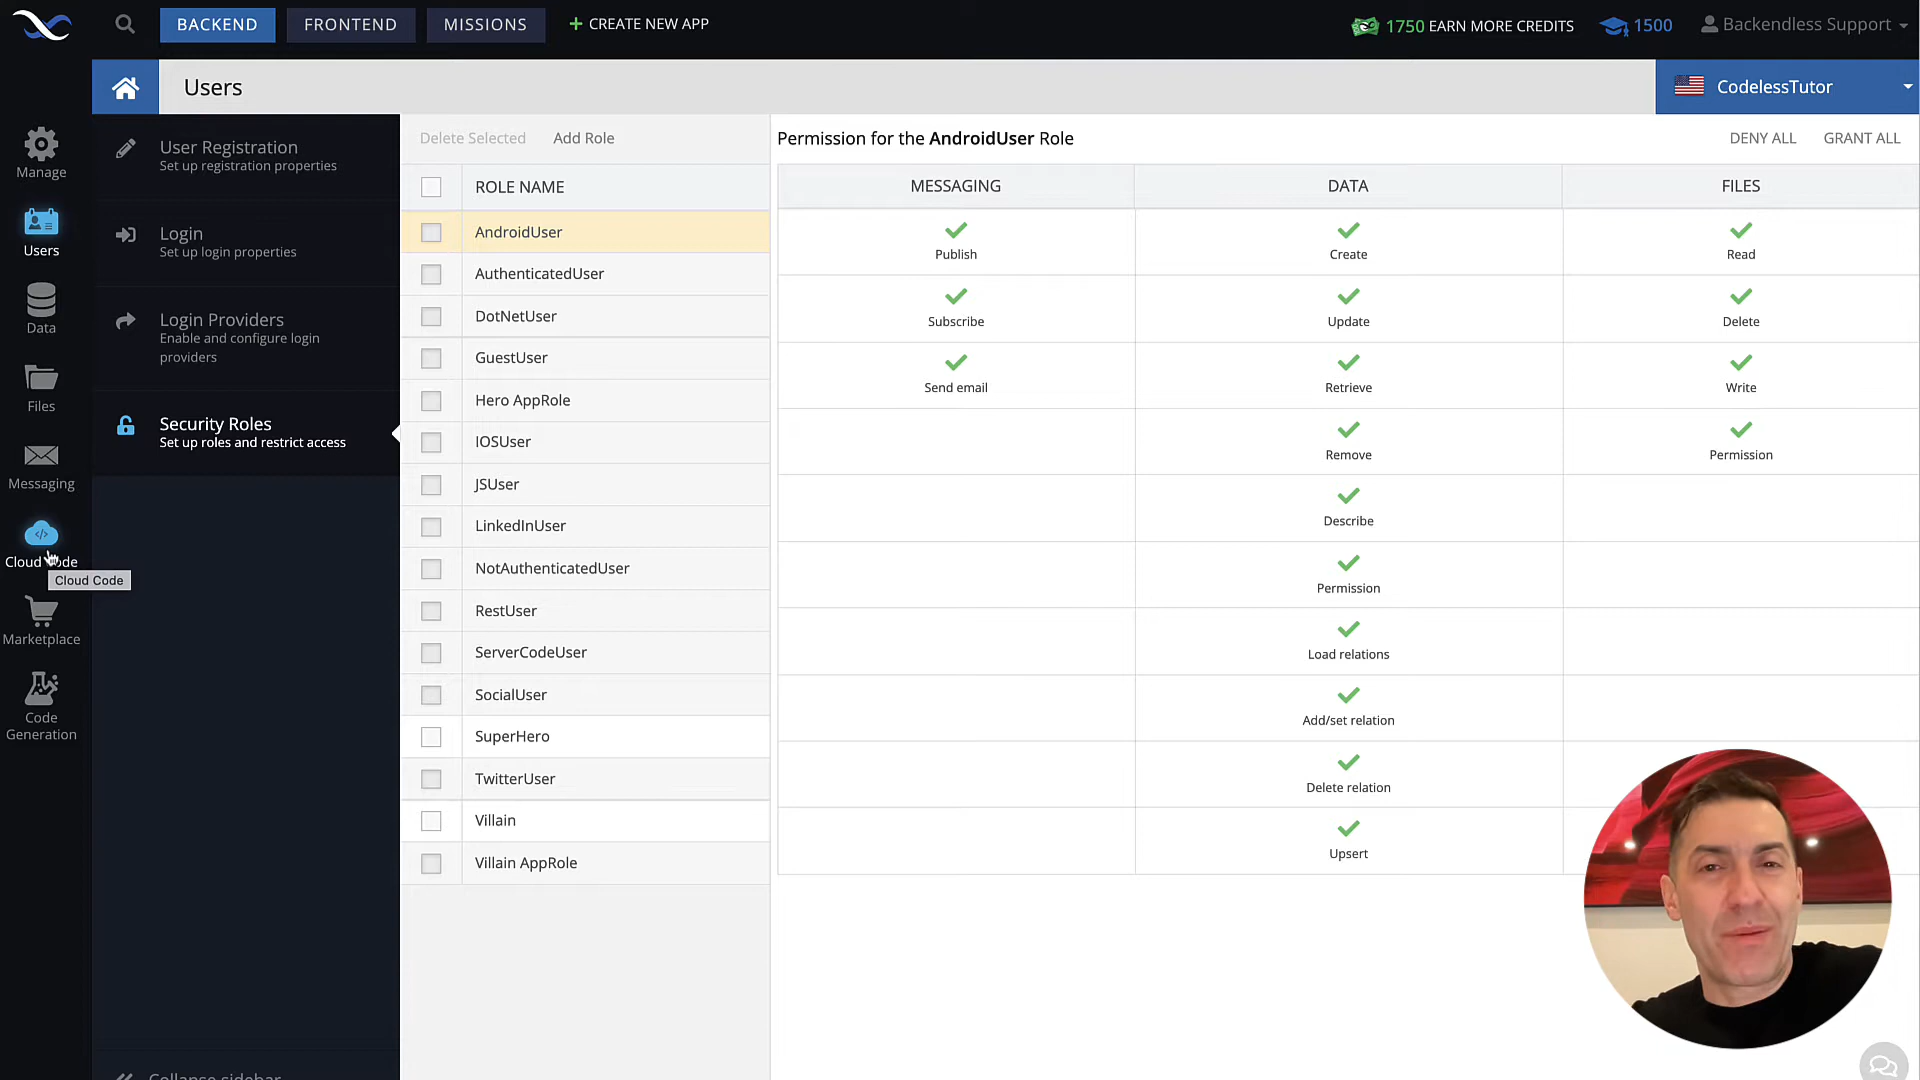 BACKEND
FRONTEND
MISSIONS
+ CREATE NEW APP
1750 EARN MORE CREDITS
1500
Backendless Support
Users
CodelessTutor
Manage
Users
Data
Files
Messaging
Cloud Code
Cloud Code
Marketplace
Code
Generation
User Registration
Set up registration properties
Login
Set up login properties
Login Providers
Enable and configure login
providers
Security Roles
Set up roles and restrict access
Collapse sidebar
Delete Selected
Add Role
ROLE NAME
AndroidUser
AuthenticatedUser
DotNetUser
GuestUser
Hero AppRole
IOSUser
JSUser
LinkedInUser
NotAuthenticatedUser
RestUser
ServerCodeUser
SocialUser
SuperHero
TwitterUser
Villain
Villain AppRole
Permission for the AndroidUser Role
DENY ALL
GRANT ALL
MESSAGING
DATA
FILES
Publish
Create
Read
Subscribe
Update
Delete
Send email
Retrieve
Write
Remove
Permission
Describe
Permission
Load relations
Add/set relation
Delete relation
Upsert